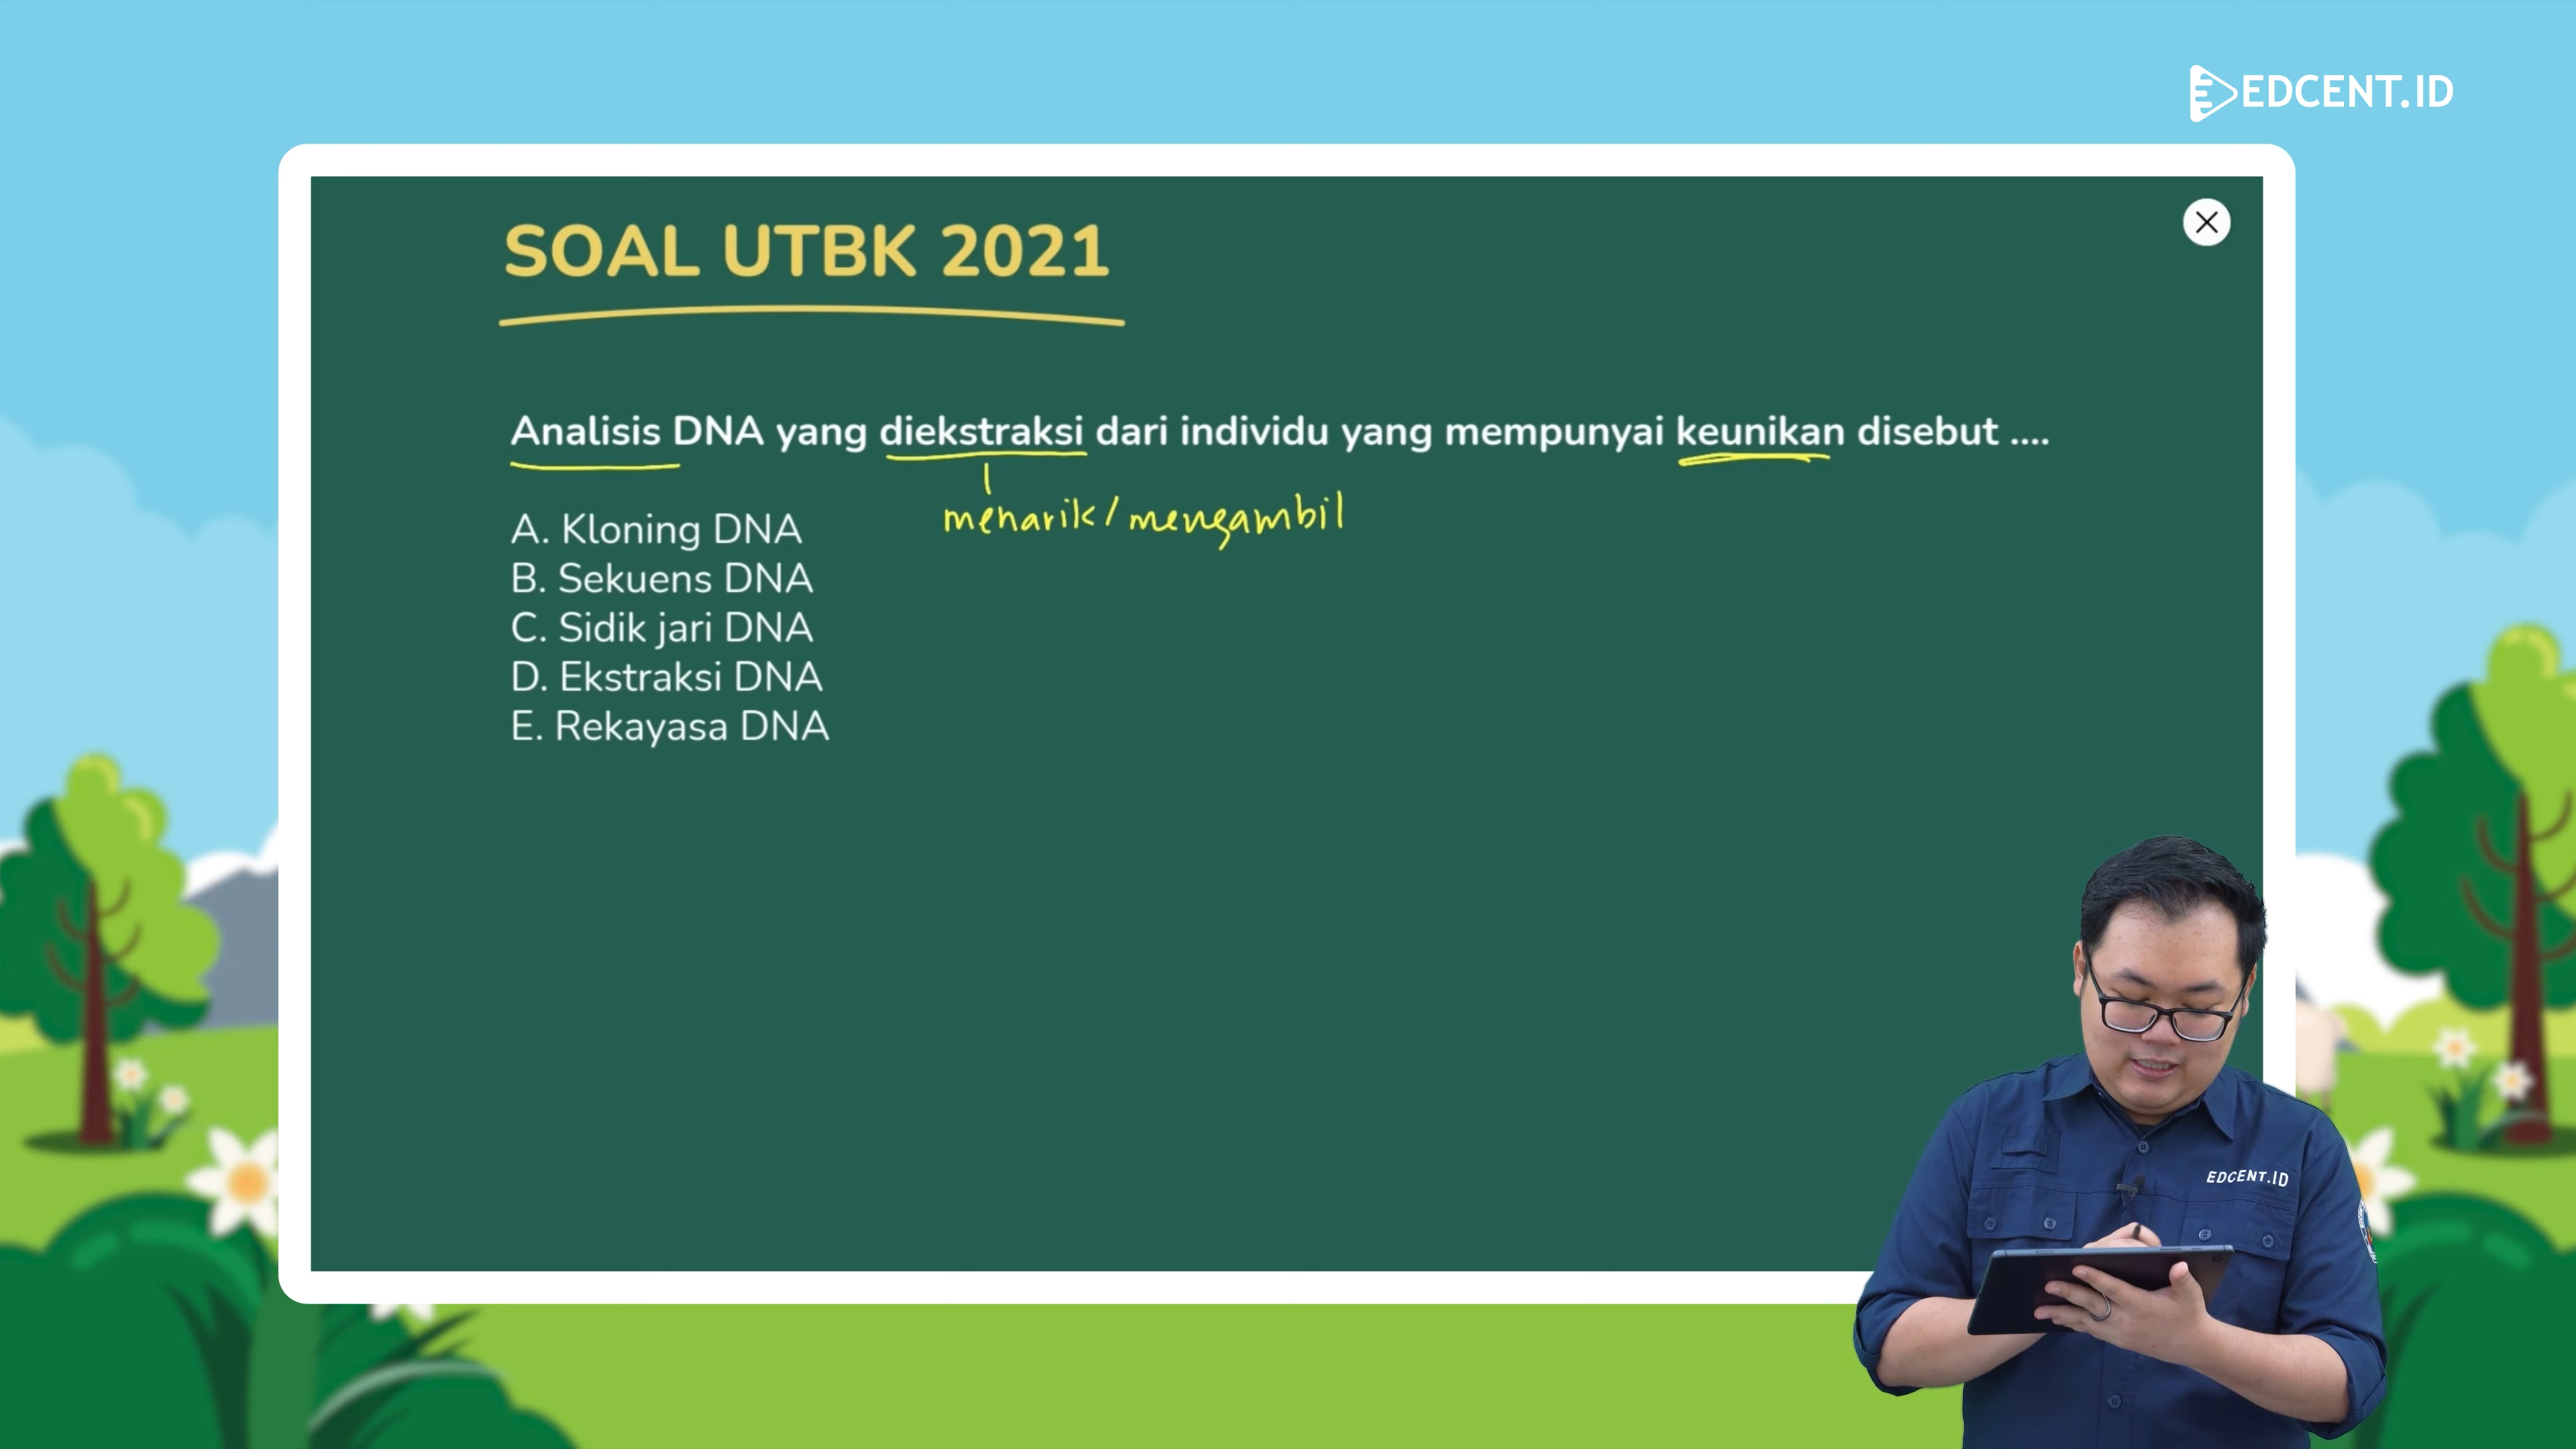 EDCENT.ID
SOAL UTBK 2021
Analisis DNA yang diekstraksi dari individu yang mempunyai keunikan disebut ....
menarik/mengambil
A. Kloning DNA
B. Sekuens DNA
C. Sidik jari DNA
D. Ekstraksi DNA
E. Rekayasa DNA
EDCENT.ID